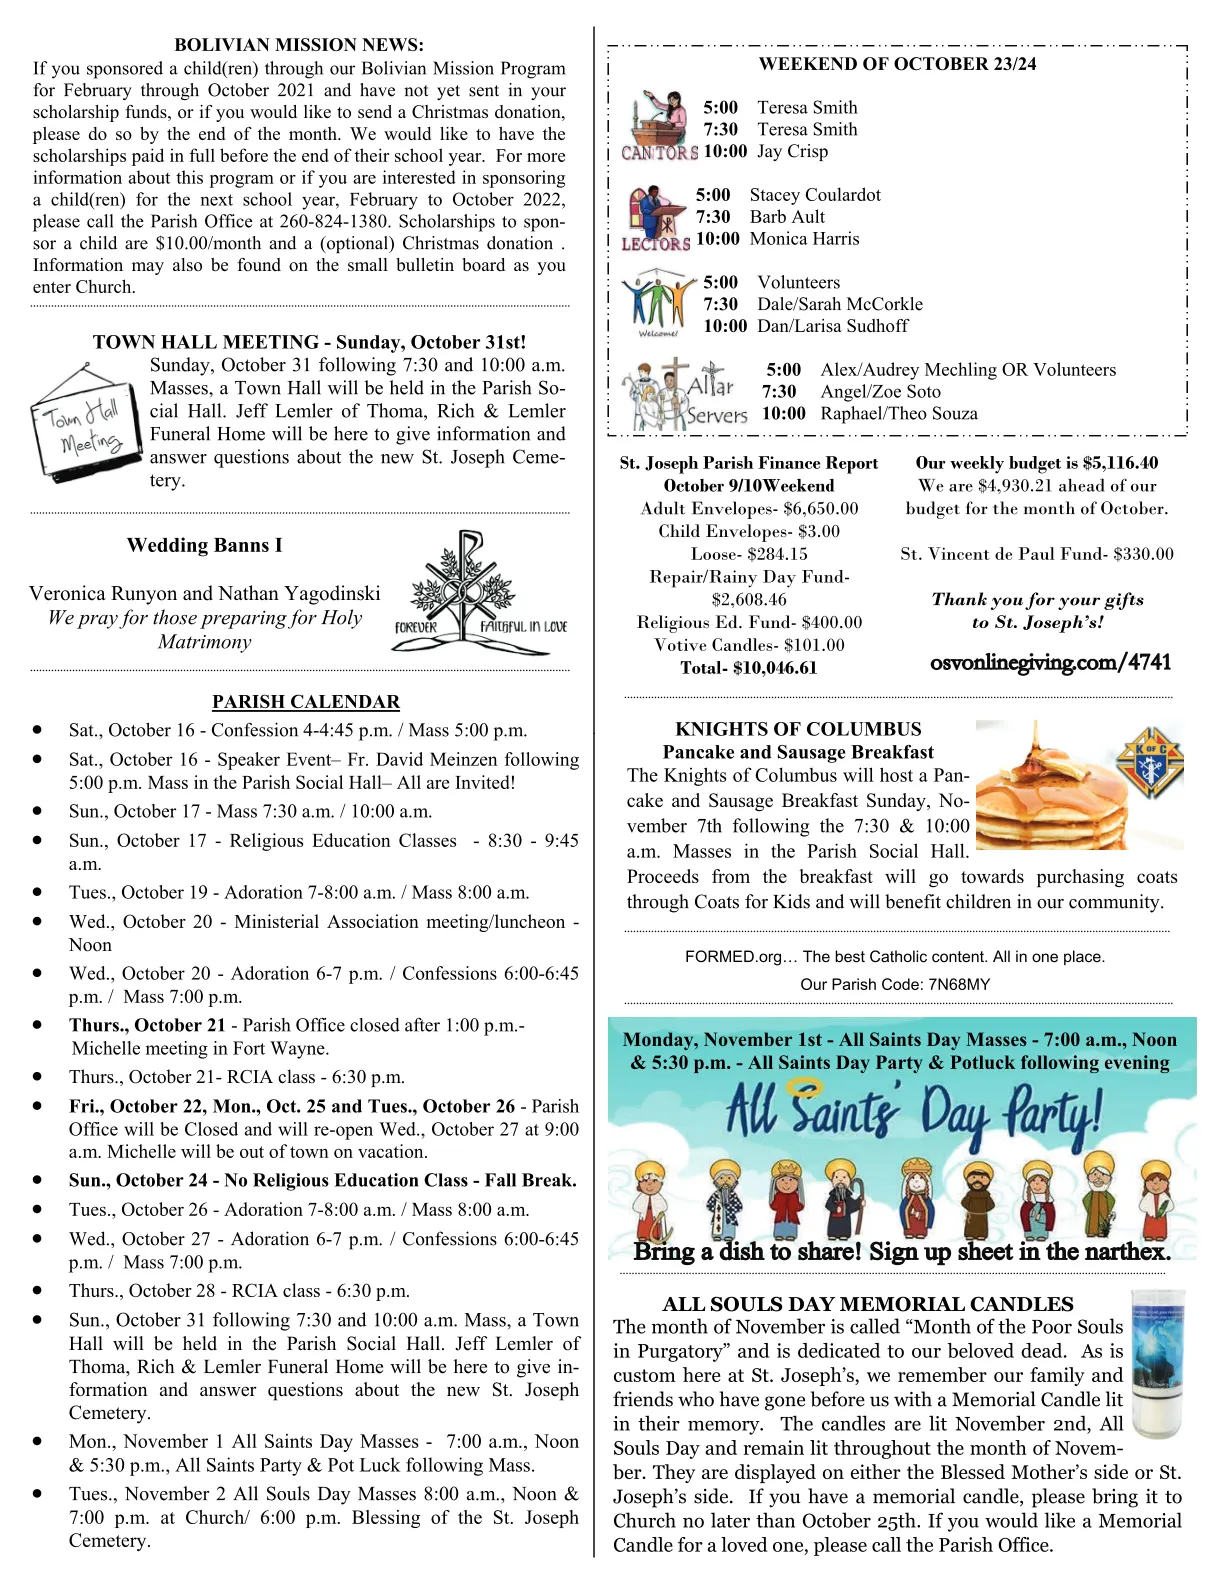 BOLIVIAN MISSION NEWS:
If you sponsored a child(ren) through our Bolivian Mission Program
for February through October 2021 and have not yet sent in your
scholarship funds, or if you would like to send a Christmas donation,
please do so by the end of the month. We would like to have the
scholarships paid in full before the end of their school year.  For more
information about this program or if you are interested in sponsoring
a child(ren) for the next school year, February to October 2022,
please call the Parish Office at 260-824-1380. Scholarships to spon-
sor a child are $10.00/month and a (optional) Christmas donation .
Information may also be found on the small bulletin board as you
enter Church.
TOWN HALL MEETING - Sunday, October 31st!
Town Hall
Meeting
Sunday, October 31 following 7:30 and 10:00 a.m.
Masses, a Town Hall will be held in the Parish So-
cial Hall. Jeff Lemler of Thoma, Rich & Lemler
Funeral Home will be here to give information and
answer questions about the new St. Joseph Ceme-
tery.
Wedding Banns I
Veronica Runyon and Nathan Yagodinski
We pray for those preparing for Holy
Matrimony
FOREVER FAITHFUL IN LOVE
PARISH CALENDAR
• Sat., October 16 - Confession 4-4:45 p.m. / Mass 5:00 p.m.
• Sat., October 16 - Speaker Event– Fr. David Meinzen following
5:00 p.m. Mass in the Parish Social Hall– All are Invited!
• Sun., October 17 - Mass 7:30 a.m. / 10:00 a.m.
• Sun., October 17 - Religious Education Classes  - 8:30 - 9:45
a.m.
• Tues., October 19 - Adoration 7-8:00 a.m. / Mass 8:00 a.m.
• Wed., October 20 - Ministerial Association meeting/luncheon -
Noon
• Wed., October 20 - Adoration 6-7 p.m. / Confessions 6:00-6:45
p.m. /  Mass 7:00 p.m.
• Thurs., October 21 - Parish Office closed after 1:00 p.m.-
Michelle meeting in Fort Wayne.
• Thurs., October 21- RCIA class - 6:30 p.m.
• Fri., October 22, Mon., Oct. 25 and Tues., October 26 - Parish
Office will be Closed and will re-open Wed., October 27 at 9:00
a.m. Michelle will be out of town on vacation.
• Sun., October 24 - No Religious Education Class - Fall Break.
• Tues., October 26 - Adoration 7-8:00 a.m. / Mass 8:00 a.m.
• Wed., October 27 - Adoration 6-7 p.m. / Confessions 6:00-6:45
p.m. /  Mass 7:00 p.m.
• Thurs., October 28 - RCIA class - 6:30 p.m.
• Sun., October 31 following 7:30 and 10:00 a.m. Mass, a Town
Hall will be held in the Parish Social Hall. Jeff Lemler of
Thoma, Rich & Lemler Funeral Home will be here to give in-
formation and answer questions about the new St. Joseph
Cemetery.
• Mon., November 1 All Saints Day Masses -  7:00 a.m., Noon
& 5:30 p.m., All Saints Party & Pot Luck following Mass.
• Tues., November 2 All Souls Day Masses 8:00 a.m., Noon &
7:00 p.m. at Church/ 6:00 p.m. Blessing of the St. Joseph
Cemetery.
WEEKEND OF OCTOBER 23/24
CANTORS
5:00 Teresa Smith
7:30 Teresa Smith
10:00 Jay Crisp
LECTORS
5:00 Stacey Coulardot
7:30 Barb Ault
10:00 Monica Harris
Welcome!
5:00 Volunteers
7:30 Dale/Sarah McCorkle
10:00 Dan/Larisa Sudhoff
Altar
Servers
5:00 Alex/Audrey Mechling OR Volunteers
7:30 Angel/Zoe Soto
10:00 Raphael/Theo Souza
St. Joseph Parish Finance Report
October 9/10Weekend
Adult Envelopes- $6,650.00
Child Envelopes- $3.00
Loose- $284.15
Repair/Rainy Day Fund-
$2,608.46
Religious Ed. Fund- $400.00
Votive Candles- $101.00
Total- $10,046.61
Our weekly budget is $5,116.40
We are $4,930.21 ahead of our
budget for the month of October.
St. Vincent de Paul Fund- $330.00
Thank you for your gifts
to St. Joseph's!
osvonlinegiving.com/4741
KNIGHTS OF COLUMBUS
Pancake and Sausage Breakfast
K OF C
The Knights of Columbus will host a Pan-
cake and Sausage Breakfast Sunday, No-
vember 7th following the 7:30 & 10:00
a.m. Masses in the Parish Social Hall.
Proceeds from the breakfast will go towards purchasing coats
through Coats for Kids and will benefit children in our community.
FORMED.org… The best Catholic content. All in one place.
Our Parish Code: 7N68MY
Monday, November 1st - All Saints Day Masses - 7:00 a.m., Noon
& 5:30 p.m. - All Saints Day Party & Potluck following evening
All Saints' Day Party!
Bring a dish to share! Sign up sheet in the narthex.
ALL SOULS DAY MEMORIAL CANDLES
The month of November is called “Month of the Poor Souls
in Purgatory” and is dedicated to our beloved dead.  As is
custom here at St. Joseph’s, we remember our family and
friends who have gone before us with a Memorial Candle lit
in their memory.  The candles are lit November 2nd, All
Souls Day and remain lit throughout the month of Novem-
ber. They are displayed on either the Blessed Mother’s side or St.
Joseph’s side.  If you have a memorial candle, please bring it to
Church no later than October 25th. If you would like a Memorial
Candle for a loved one, please call the Parish Office.